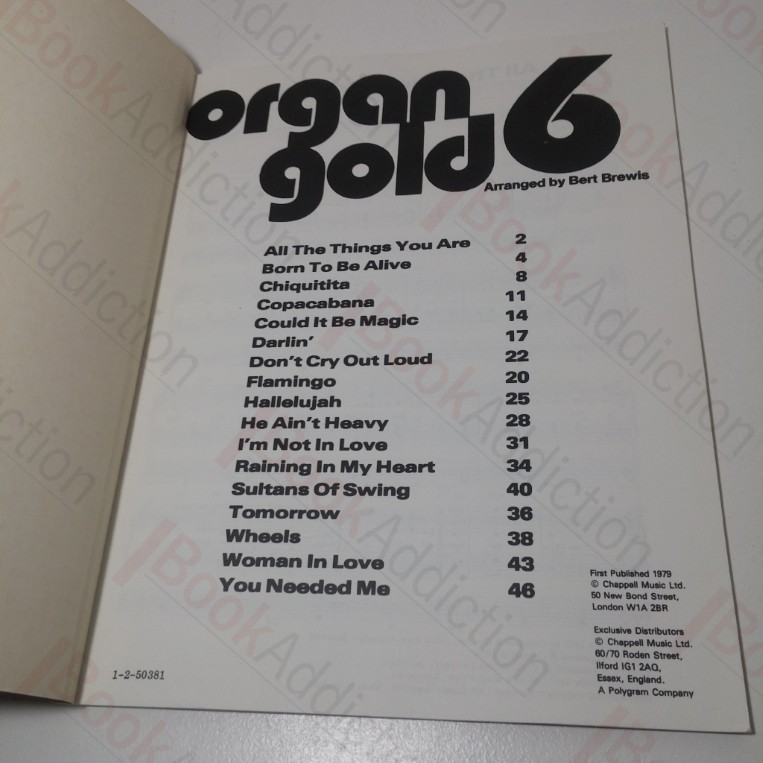 organ
gold 6
Arranged by Bert Brewis
All The Things You Are 2
Born To Be Alive 4
Chiquitita 8
Copacabana 11
Could It Be Magic 14
Darlin' 17
Don't Cry Out Loud 22
Flamingo 20
Hallelujah 25
He Ain't Heavy 28
I'm Not In Love 31
Raining In My Heart 34
Sultans Of Swing 40
Tomorrow 36
Wheels 38
Woman In Love 43
You Needed Me 46
First Published 1979
© Chappell Music Ltd.
50 New Bond Street,
London W1A 2BR
Exclusive Distributors
© Chappell Music Ltd.
60/70 Roden Street,
Ilford IG1 2AQ,
Essex, England.
A Polygram Company
1-2-50381
BookAddiction